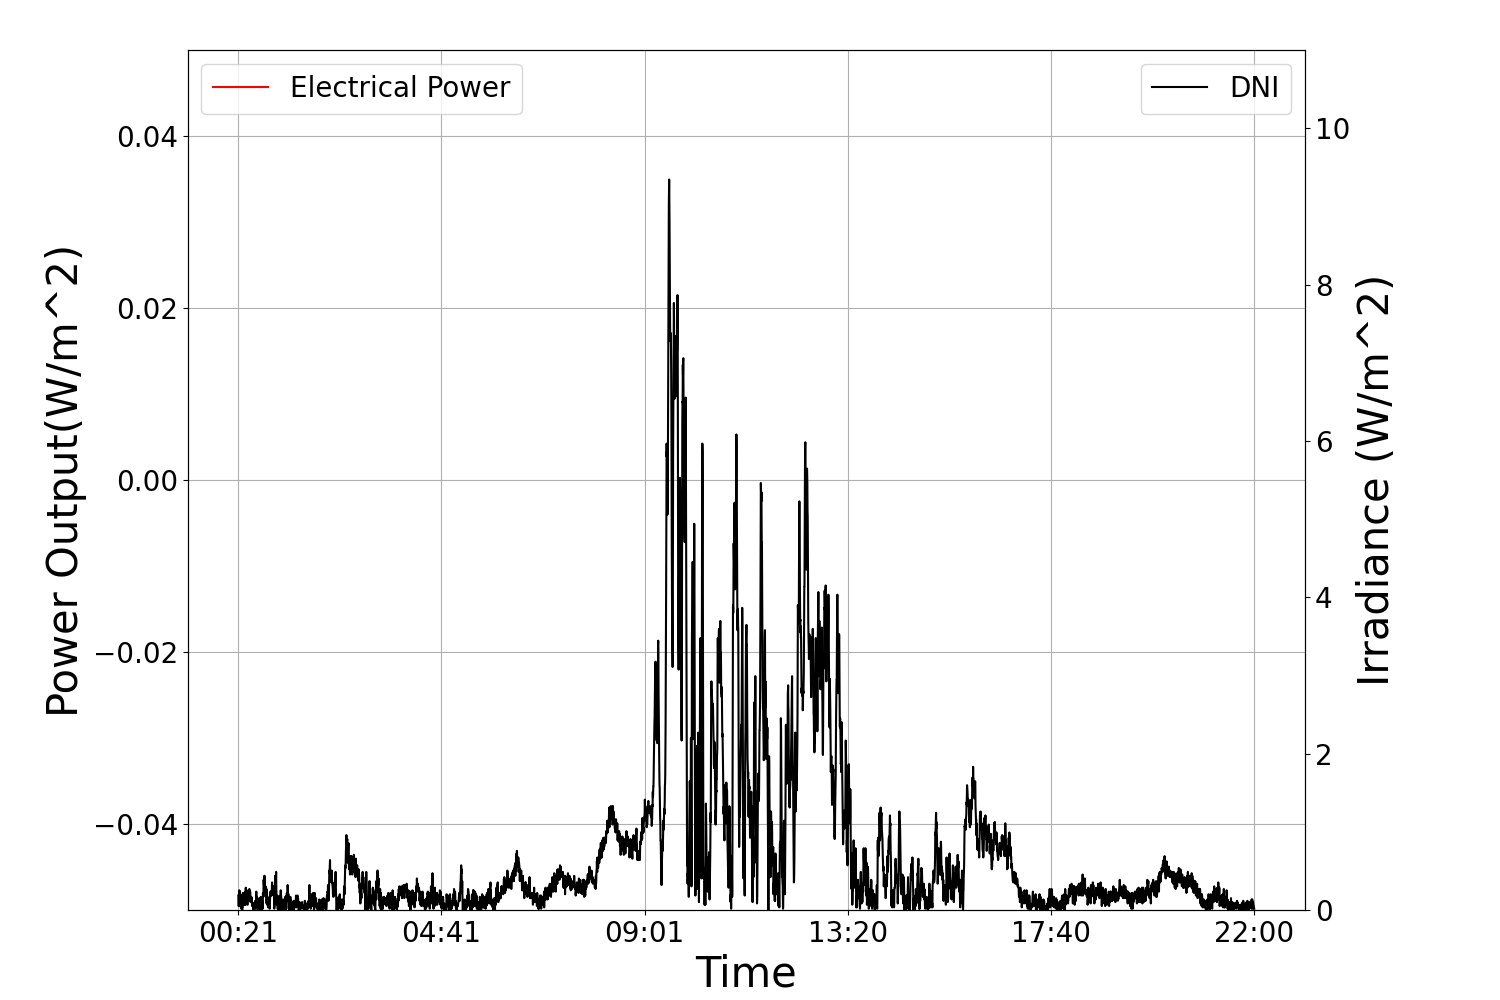 Electrical Power
DNI
Power Output(W/m^2)
0.04
0.02
0.00
−0.02
−0.04
10
8
6
4
2
0
Irradiance (W/m^2)
00:21 04:41 09:01 13:20 17:40 22:00
Time